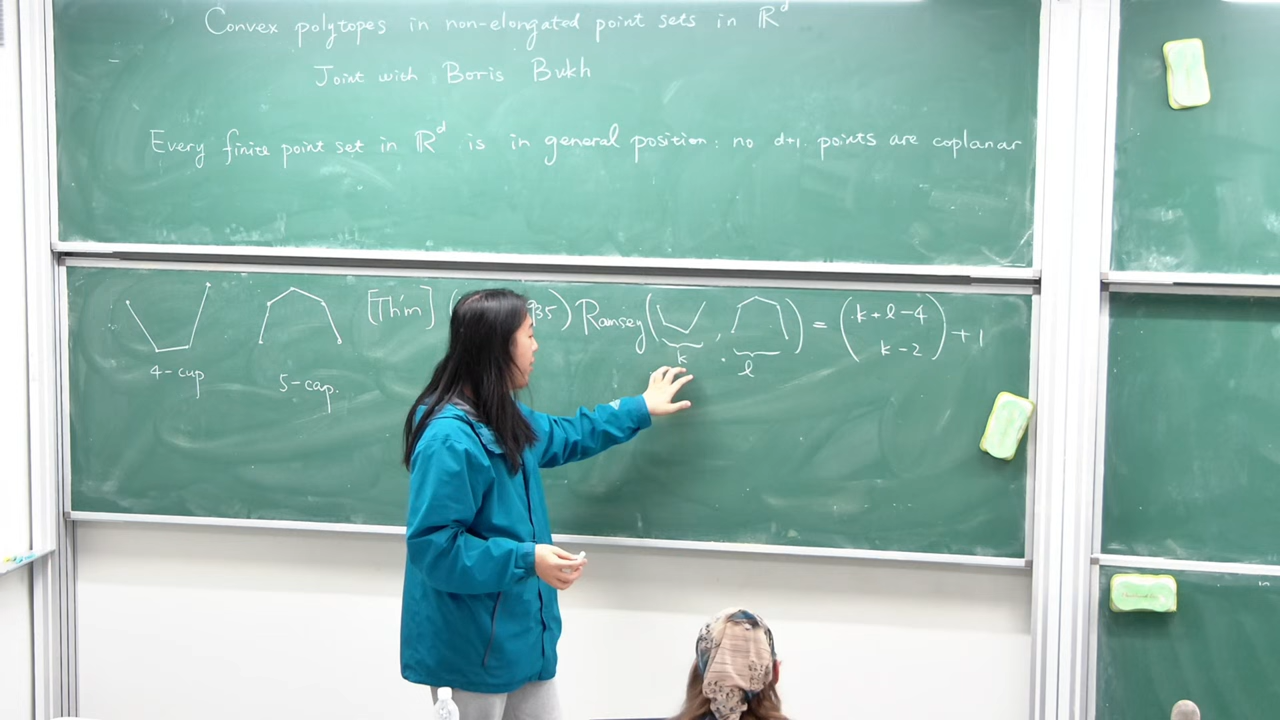 Convex polytopes in non-elongated point sets in ℝ^d
Joint with Boris Bukh
Every finite point set in ℝ^d is in general position: no d+1 points are coplanar
[Thm] ( 35) Ramsey( k , l ) = (k+l-4 k-2) + 1
4-cup
5-cap.